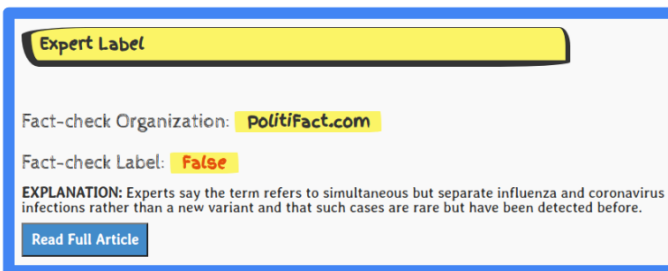 Expert Label
Fact-check Organization: PolitiFact.com
Fact-check Label: False
EXPLANATION: Experts say the term refers to simultaneous but separate influenza and coronavirus
infections rather than a new variant and that such cases are rare but have been detected before.
Read Full Article